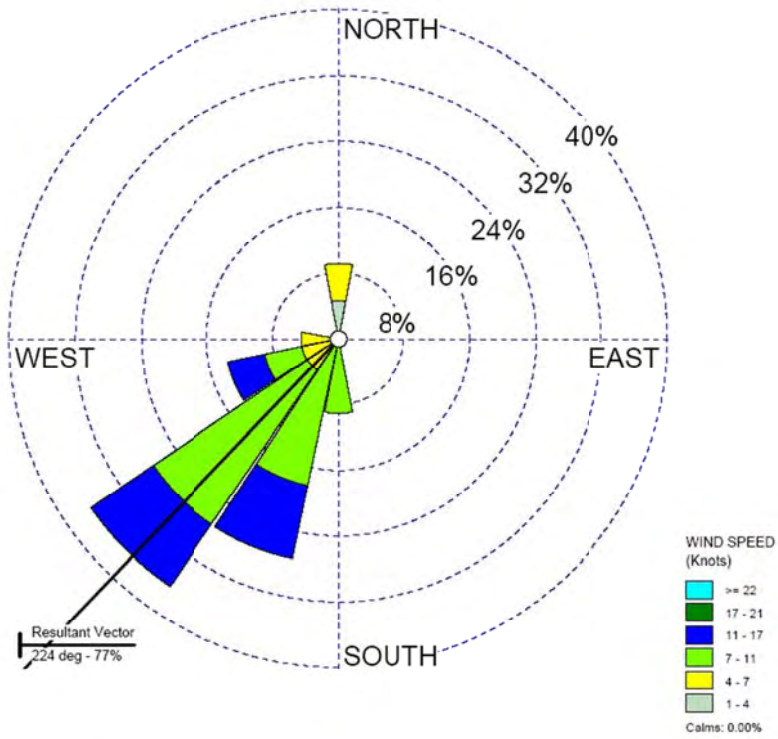 NORTH
40%
32%
24%
16%
8%
WEST
EAST
Resultant Vector
224 deg - 77%
SOUTH
WIND SPEED
(Knots)
>= 22
17 - 21
11 - 17
7 - 11
4 - 7
1 - 4
Calms: 0.00%